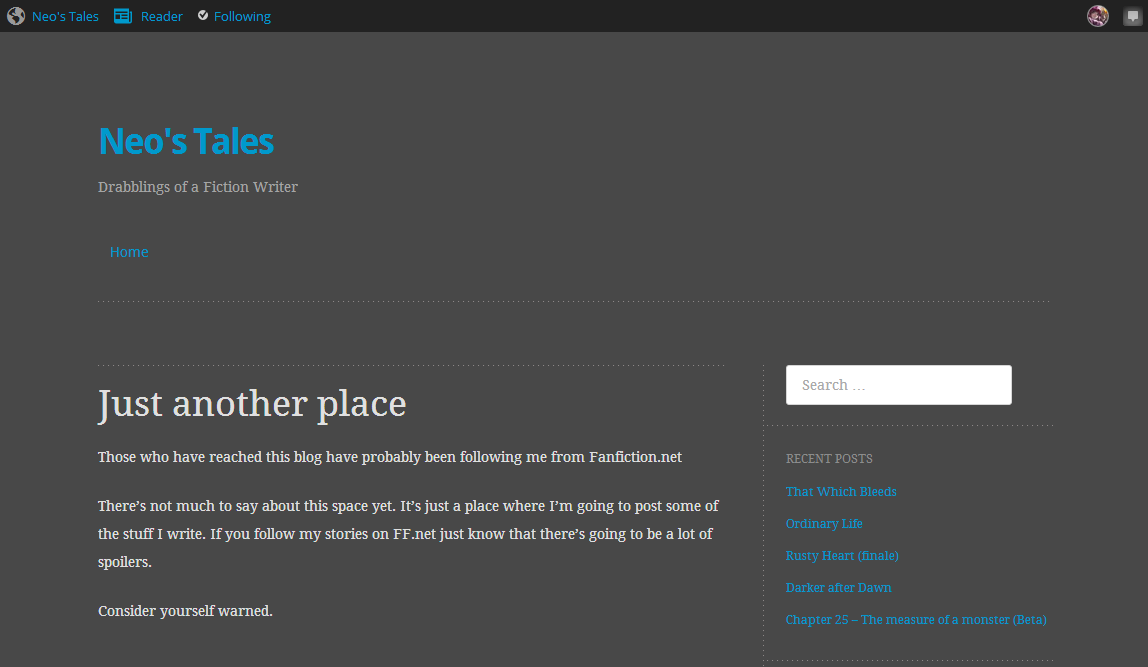 Neo's Tales Reader Following
Neo's Tales
Drabblings of a Fiction Writer
Home
Just another place
Those who have reached this blog have probably been following me from Fanfiction.net
There’s not much to say about this space yet. It’s just a place where I’m going to post some of
the stuff I write. If you follow my stories on FF.net just know that there’s going to be a lot of
spoilers.
Consider yourself warned.
Search …
RECENT POSTS
That Which Bleeds
Ordinary Life
Rusty Heart (finale)
Darker after Dawn
Chapter 25 – The measure of a monster (Beta)